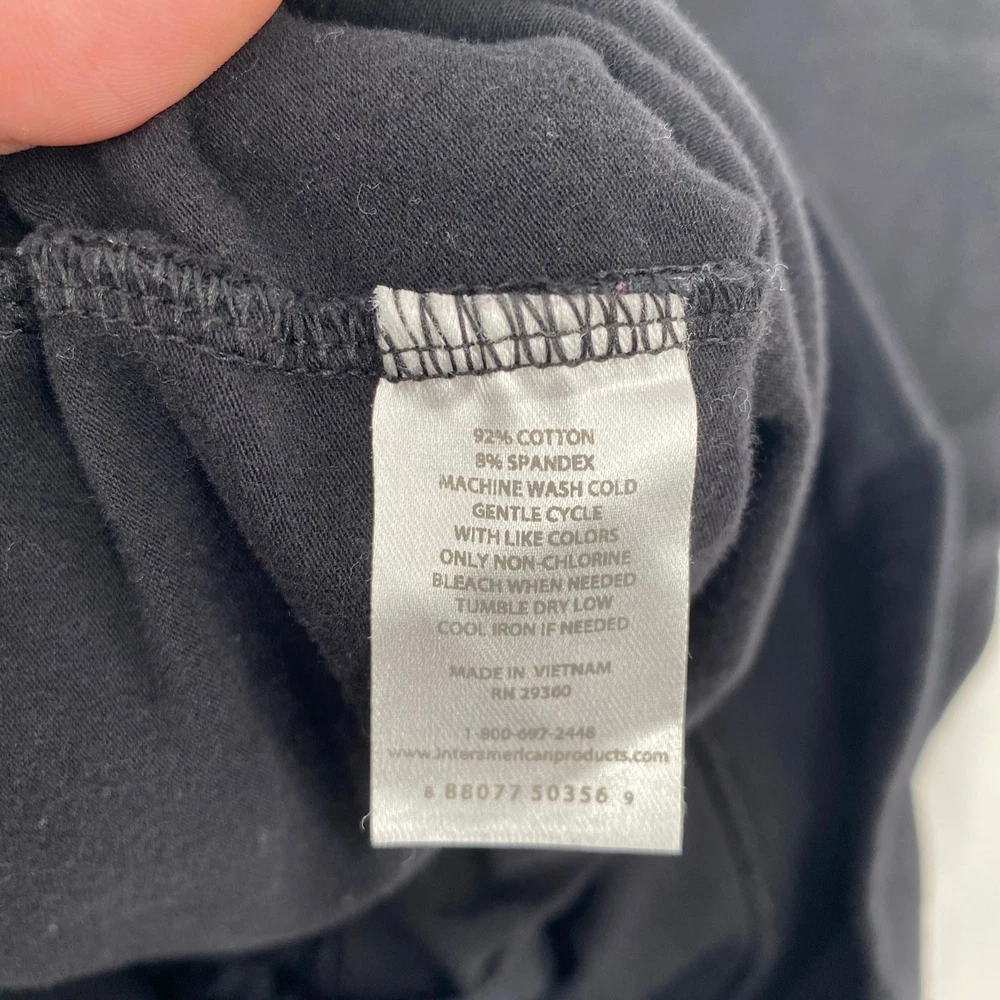 92% COTTON
8% SPANDEX
MACHINE WASH COLD
GENTLE CYCLE
WITH LIKE COLORS
ONLY NON-CHLORINE
BLEACH WHEN NEEDED
TUMBLE DRY LOW
COOL IRON IF NEEDED
MADE IN VIETNAM
RN 29360
1-800-697-2448
www.interamericanproducts.com
8 88077 50356 9